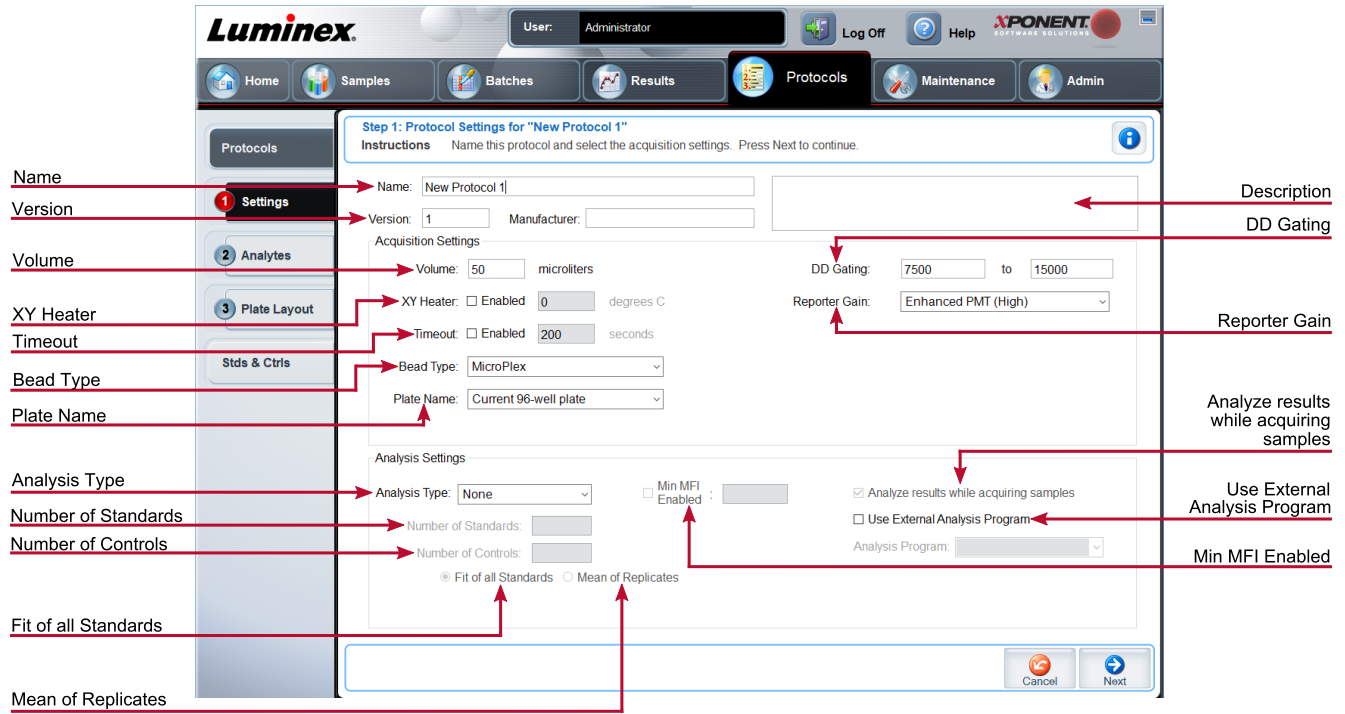 Luminex.
User: Administrator
Log Off
Help
XPONENT.
SOFTWARE SOLUTIONS
Home
Samples
Batches
Results
Protocols
Maintenance
Admin
Protocols
1 Settings
2 Analytes
3 Plate Layout
Stds & Ctrls
Step 1: Protocol Settings for "New Protocol 1"
Instructions Name this protocol and select the acquisition settings. Press Next to continue.
Name: New Protocol 1
Version: 1 Manufacturer:
Acquisition Settings
Volume: 50 microliters
DD Gating: 7500 to 15000
XY Heater: Enabled 0 degrees C
Reporter Gain: Enhanced PMT (High)
Timeout: Enabled 200 seconds
Bead Type: MicroPlex
Plate Name: Current 96-well plate
Analysis Settings
Analysis Type: None
Min MFI
Enabled :
Analyze results while acquiring samples
Number of Standards:
Use External Analysis Program
Number of Controls:
Analysis Program:
Fit of all Standards Mean of Replicates
Cancel
Next
Name
Version
Volume
XY Heater
Timeout
Bead Type
Plate Name
Analysis Type
Number of Standards
Number of Controls
Fit of all Standards
Mean of Replicates
Description
DD Gating
Reporter Gain
Analyze results
while acquiring
samples
Use External
Analysis Program
Min MFI Enabled